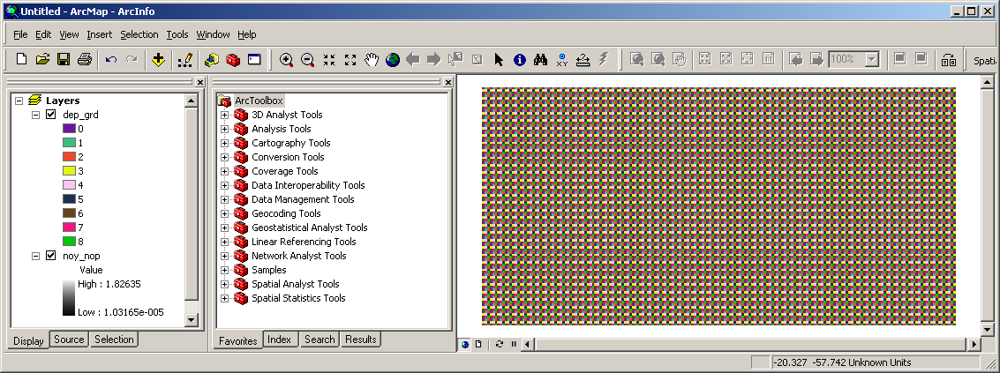 Untitled - ArcMap - ArcInfo
File Edit View Insert Selection Tools Window Help
XY 1:1 100% Spatia
Layers
dep_grd
0
1
2
3
4
5
6
7
8
noy_nop
Value
High : 1.82635
Low : 1.03165e-005
Display Source Selection
ArcToolbox
3D Analyst Tools
Analysis Tools
Cartography Tools
Conversion Tools
Coverage Tools
Data Interoperability Tools
Data Management Tools
Geocoding Tools
Geostatistical Analyst Tools
Linear Referencing Tools
Network Analyst Tools
Samples
Spatial Analyst Tools
Spatial Statistics Tools
Favorites Index Search Results
-20.327 -57.742 Unknown Units